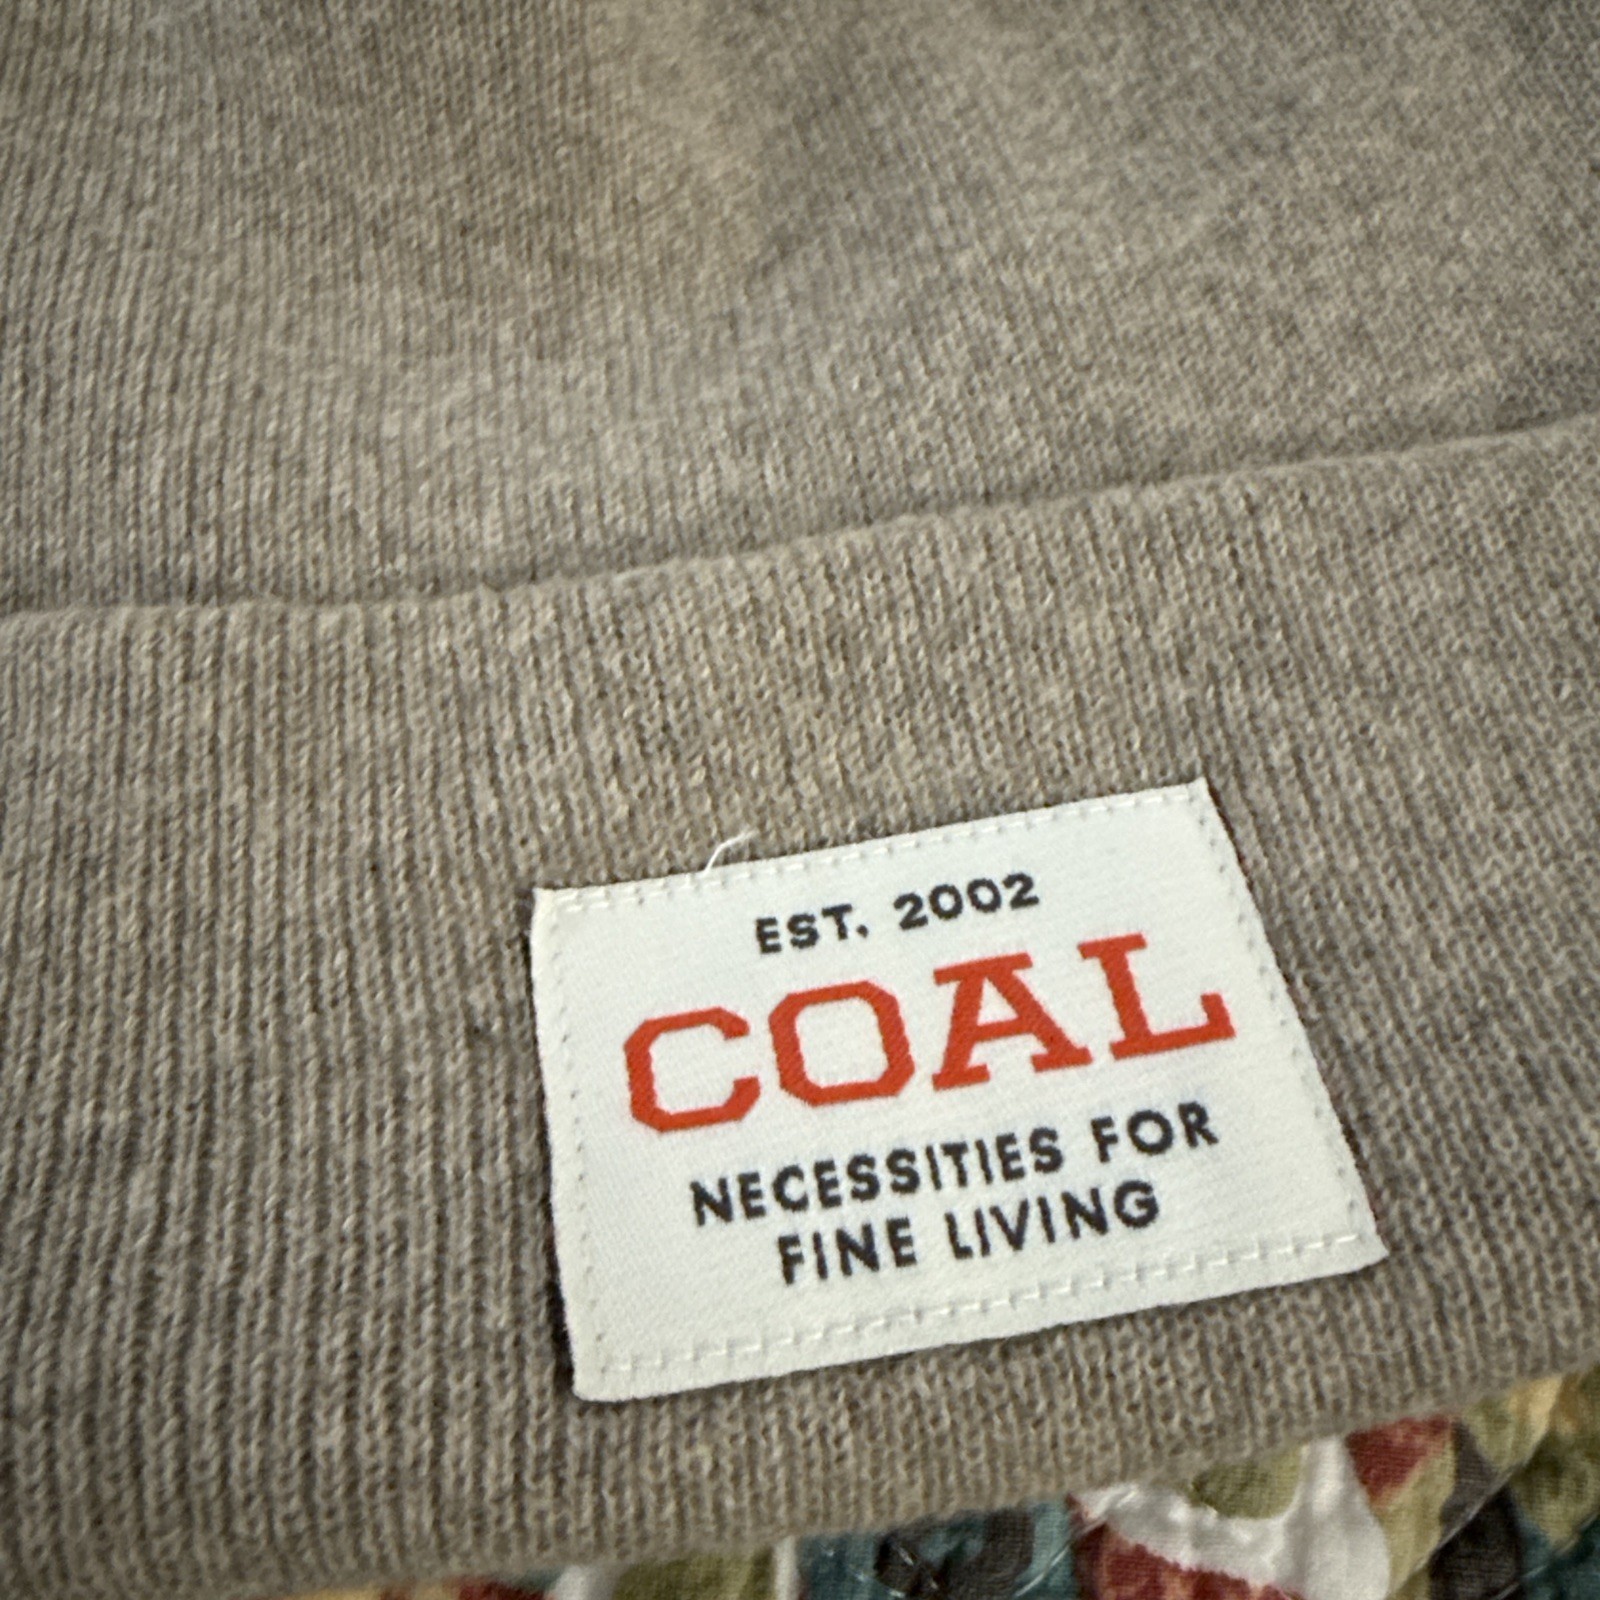 EST. 2002
COAL
NECESSITIES FOR
FINE LIVING